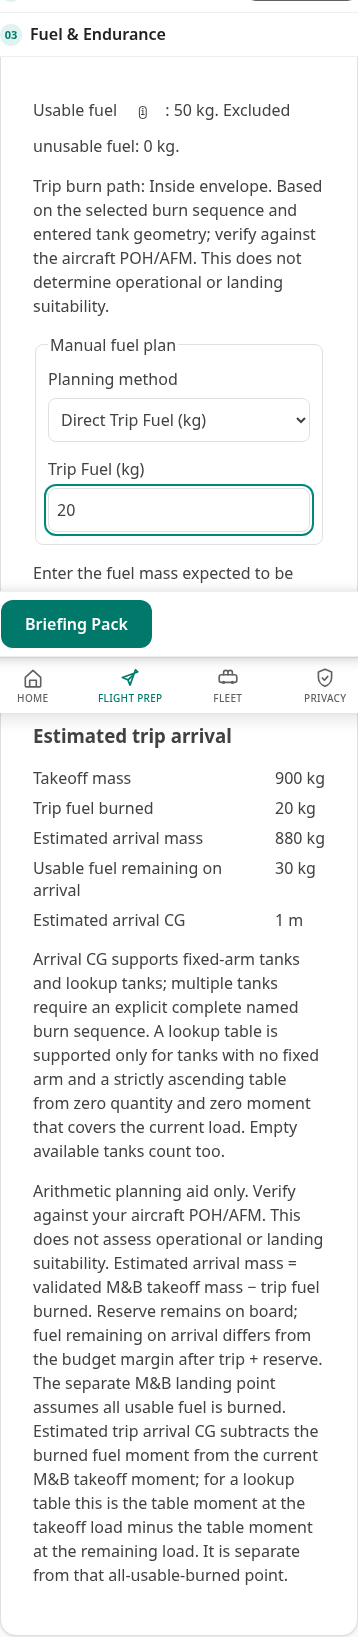 03 Fuel & Endurance
Usable fuel : 50 kg. Excluded
unusable fuel: 0 kg.
Trip burn path: Inside envelope. Based
on the selected burn sequence and
entered tank geometry; verify against
the aircraft POH/AFM. This does not
determine operational or landing
suitability.
Manual fuel plan
Planning method
Direct Trip Fuel (kg)
Trip Fuel (kg)
20
Enter the fuel mass expected to be
Briefing Pack
HOME FLIGHT PREP FLEET PRIVACY
Estimated trip arrival
Takeoff mass 900 kg
Trip fuel burned 20 kg
Estimated arrival mass 880 kg
Usable fuel remaining on 30 kg
arrival
Estimated arrival CG 1 m
Arrival CG supports fixed-arm tanks
and lookup tanks; multiple tanks
require an explicit complete named
burn sequence. A lookup table is
supported only for tanks with no fixed
arm and a strictly ascending table
from zero quantity and zero moment
that covers the current load. Empty
available tanks count too.
Arithmetic planning aid only. Verify
against your aircraft POH/AFM. This
does not assess operational or landing
suitability. Estimated arrival mass =
validated M&B takeoff mass − trip fuel
burned. Reserve remains on board;
fuel remaining on arrival differs from
the budget margin after trip + reserve.
The separate M&B landing point
assumes all usable fuel is burned.
Estimated trip arrival CG subtracts the
burned fuel moment from the current
M&B takeoff moment; for a lookup
table this is the table moment at the
takeoff load minus the table moment
at the remaining load. It is separate
from that all-usable-burned point.